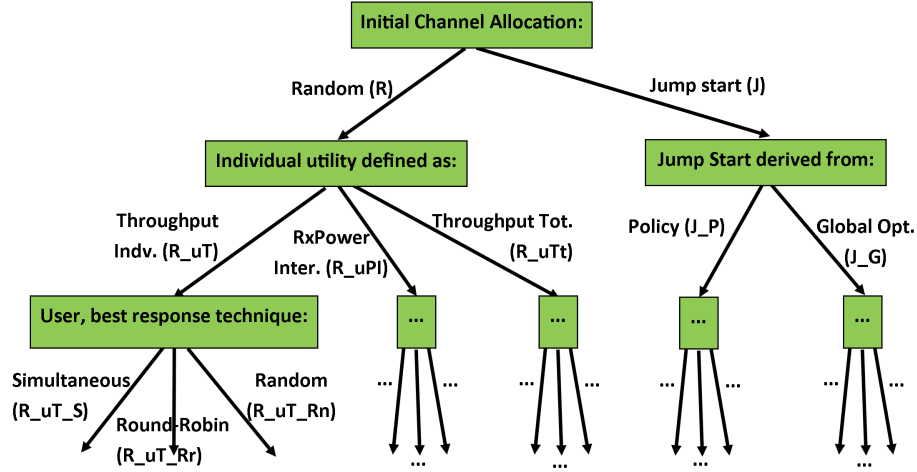 Initial Channel Allocation:
Random (R)
Jump start (J)
Individual utility defined as:
Jump Start derived from:
Throughput
Indv. (R_uT)
RxPower
Inter. (R_uPI)
Throughput Tot.
(R_uTt)
Policy (J_P)
Global Opt.
(J_G)
User, best response technique:
...
...
...
...
Simultaneous
(R_uT_S)
Round-Robin
(R_uT_Rr)
Random
(R_uT_Rn)
...
...
...
...
...
...
...
...
...
...
...
...